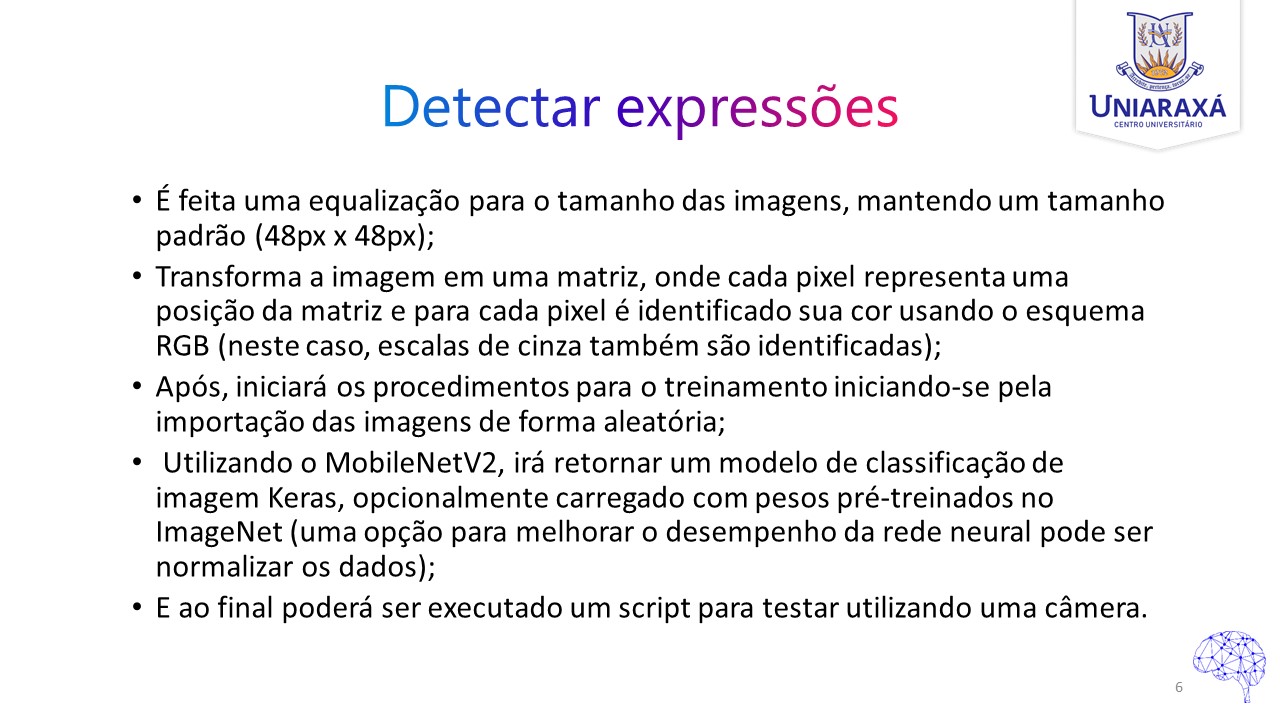 Detectar expressões
UNIARAXÁ
CENTRO UNIVERSITÁRIO
• É feita uma equalização para o tamanho das imagens, mantendo um tamanho
padrão (48px x 48px);
• Transforma a imagem em uma matriz, onde cada pixel representa uma
posição da matriz e para cada pixel é identificado sua cor usando o esquema
RGB (neste caso, escalas de cinza também são identificadas);
• Após, iniciará os procedimentos para o treinamento iniciando-se pela
importação das imagens de forma aleatória;
• Utilizando o MobileNetV2, irá retornar um modelo de classificação de
imagem Keras, opcionalmente carregado com pesos pré-treinados no
ImageNet (uma opção para melhorar o desempenho da rede neural pode ser
normalizar os dados);
• E ao final poderá ser executado um script para testar utilizando uma câmera.
6